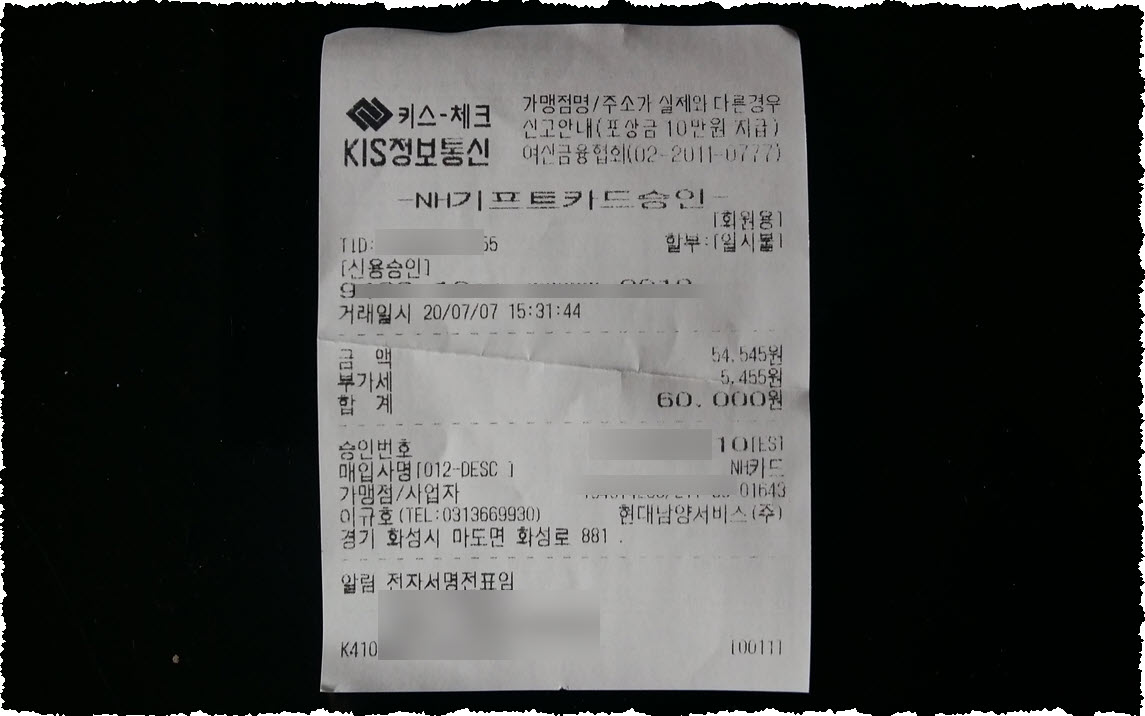 키스-체크
KIS정보통신
가맹점명/주소가 실제와 다른경우
신고안내(포상금 10만원 지급)
여신금융협회(02-2011-0777)
-NH기프트카드승인-
[회원용]
TID: 55 할부:[일시불]
[신용승인]
거래일시 20/07/07 15:31:44
금 액 54,545원
부가세 5,455원
합 계 60,000원
승인번호 10[ES]
매입사명[012-DESC ] NH카드
가맹점/사업자 01643
이규호(TEL:0313669930) 현대남양서비스(주)
경기 화성시 마도면 화성로 881 .
알림 전자서명전표임
K410 [0011]